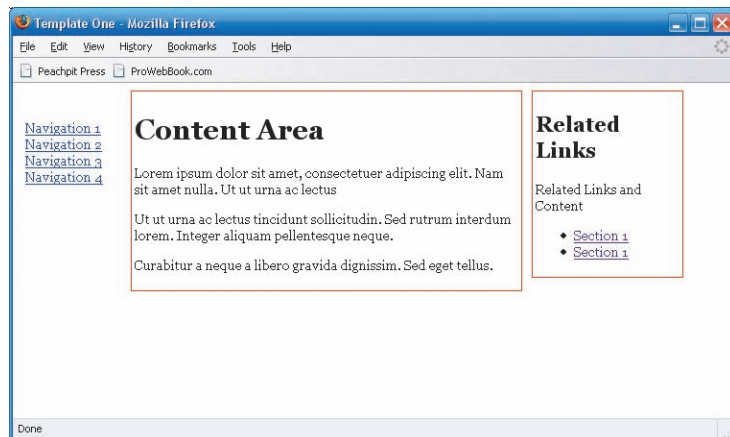 Template One - Mozilla Firefox
File Edit View History Bookmarks Tools Help
Peachpit Press ProWebBook.com
Navigation 1
Navigation 2
Navigation 3
Navigation 4
Content Area
Lorem ipsum dolor sit amet, consectetuer adipiscing elit. Nam
sit amet nulla. Ut ut urna ac lectus
Ut ut urna ac lectus tincidunt sollicitudin. Sed rutrum interdum
lorem. Integer aliquam pellentesque neque.
Curabitur a neque a libero gravida dignissim. Sed eget tellus.
Related
Links
Related Links and
Content
• Section 1
• Section 1
Done